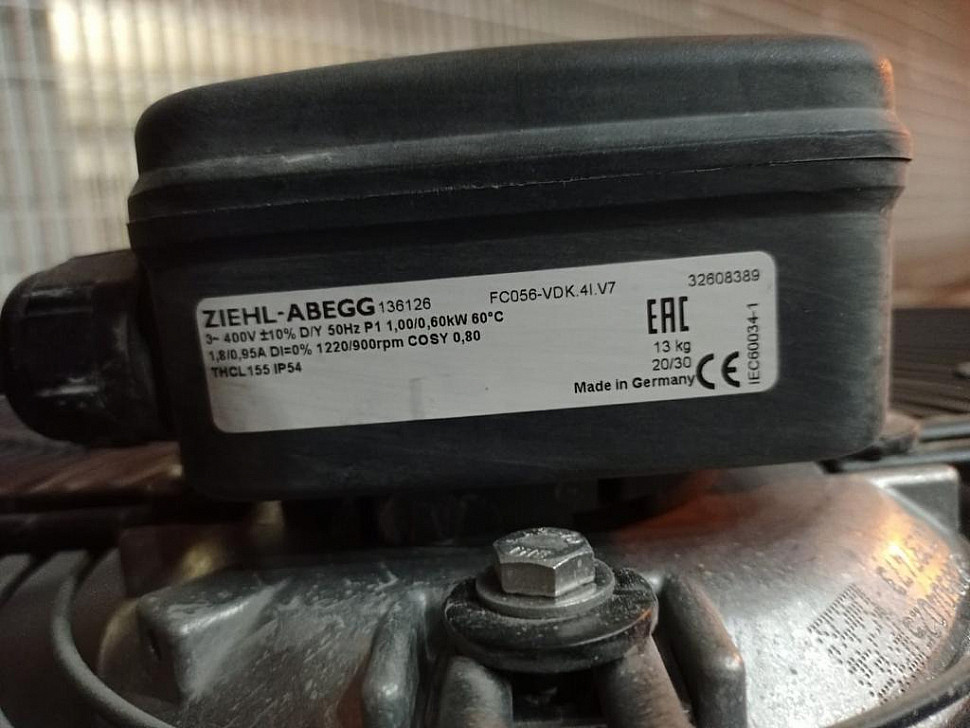 ZIEHL-ABEGG 136126 FC056-VDK.4I.V7 32608389
3~ 400V ±10% D/Y 50Hz P1 1,00/0,60kW 60°C
1,8/0,95A DI=0% 1220/900rpm COSY 0,80
THCL155 IP54
EAC
13 kg
20/30
Made in Germany CE
IEC60034-1